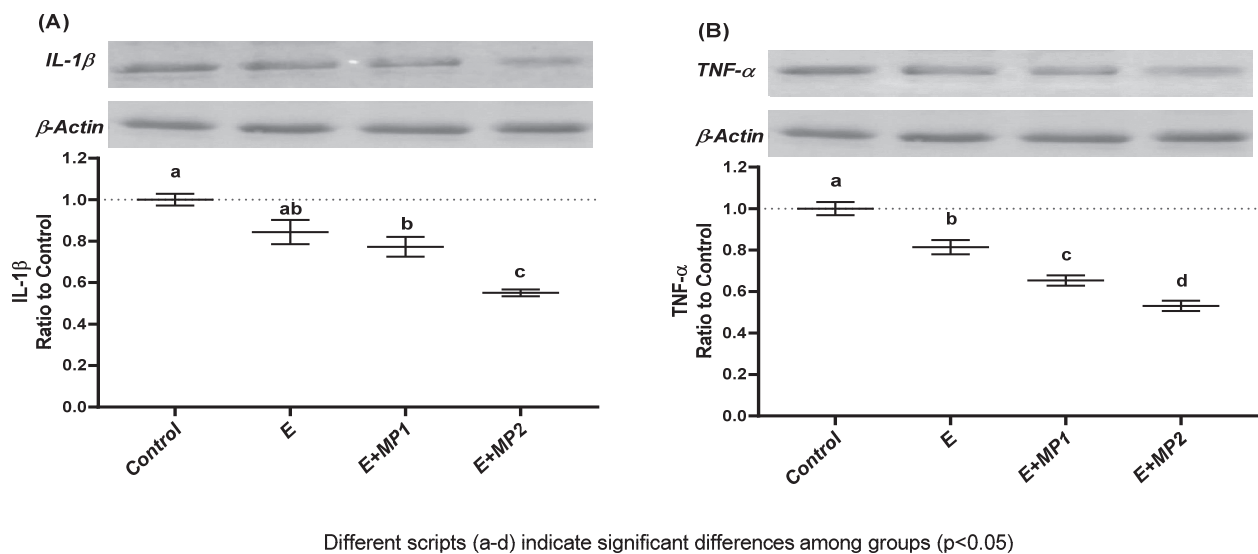 (A)
IL-1β
β-Actin
1.2
1.0
0.8
0.6
0.4
0.2
0.0
IL-1β
Ratio to Control
a
ab
b
c
Control
E
E+MP1
E+MP2
(B)
TNF-α
β-Actin
1.2
1.0
0.8
0.6
0.4
0.2
0.0
TNF-α
Ratio to Control
a
b
c
d
Control
E
E+MP1
E+MP2
Different scripts (a-d) indicate significant differences among groups (p<0.05)